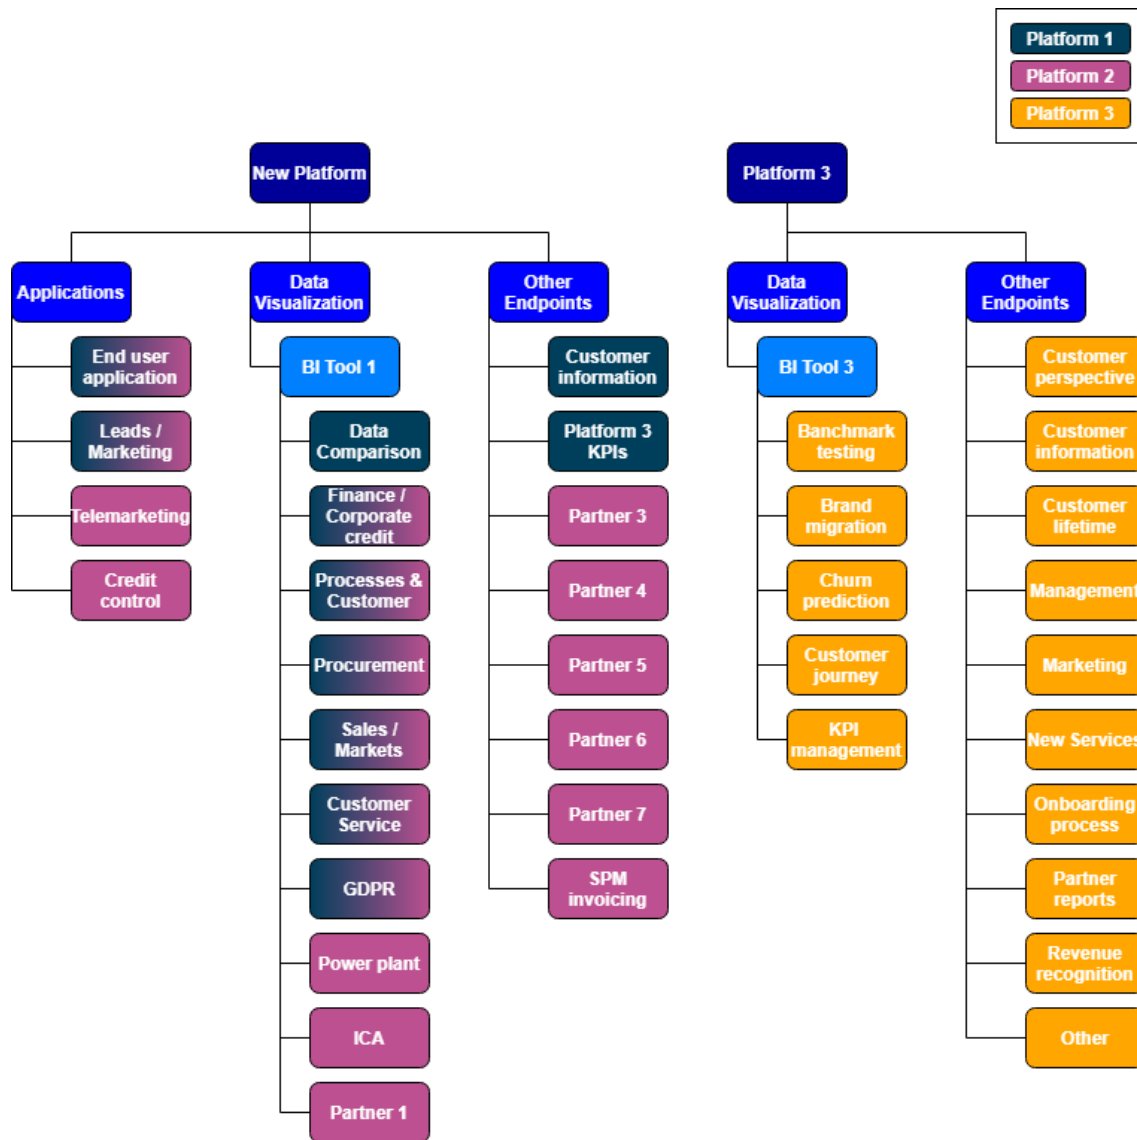 Platform 1
Platform 2
Platform 3
New Platform
Platform 3
Applications
Data
Visualization
Other
Endpoints
Data
Visualization
Other
Endpoints
End user
application
Leads /
Marketing
Telemarketing
Credit
control
BI Tool 1
Data
Comparison
Finance /
Corporate
credit
Processes &
Customer
Procurement
Sales /
Markets
Customer
Service
GDPR
Power plant
ICA
Partner 1
Customer
information
Platform 3
KPIs
Partner 3
Partner 4
Partner 5
Partner 6
Partner 7
SPM
invoicing
BI Tool 3
Banchmark
testing
Brand
migration
Churn
prediction
Customer
journey
KPI
management
Customer
perspective
Customer
information
Customer
lifetime
Management
Marketing
New Services
Onboarding
process
Partner
reports
Revenue
recognition
Other